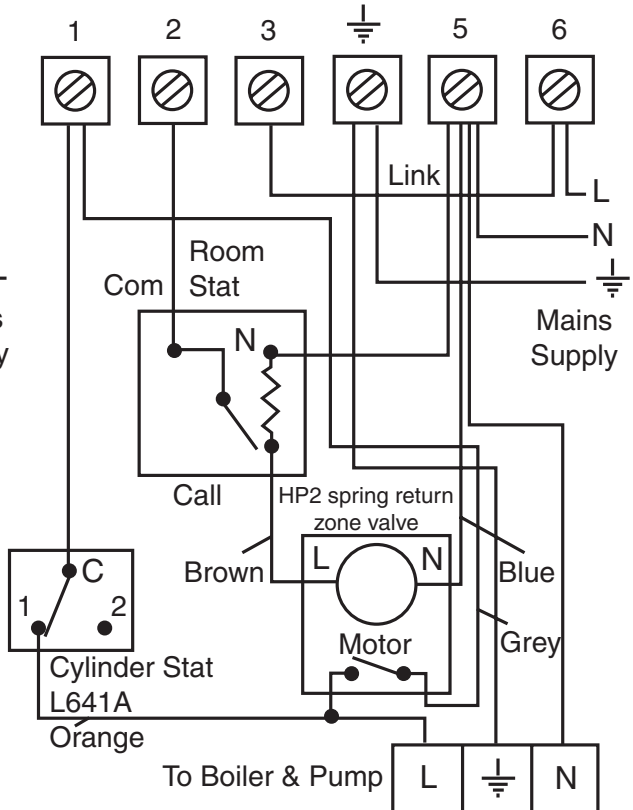 1 2 3 5 6
Link
L
N
Room
Stat
Com
s
y
Mains
Supply
N
Call
HP2 spring return
zone valve
L N
Brown
Blue
C
1 2
Motor
Grey
Cylinder Stat
L641A
Orange
To Boiler & Pump L N